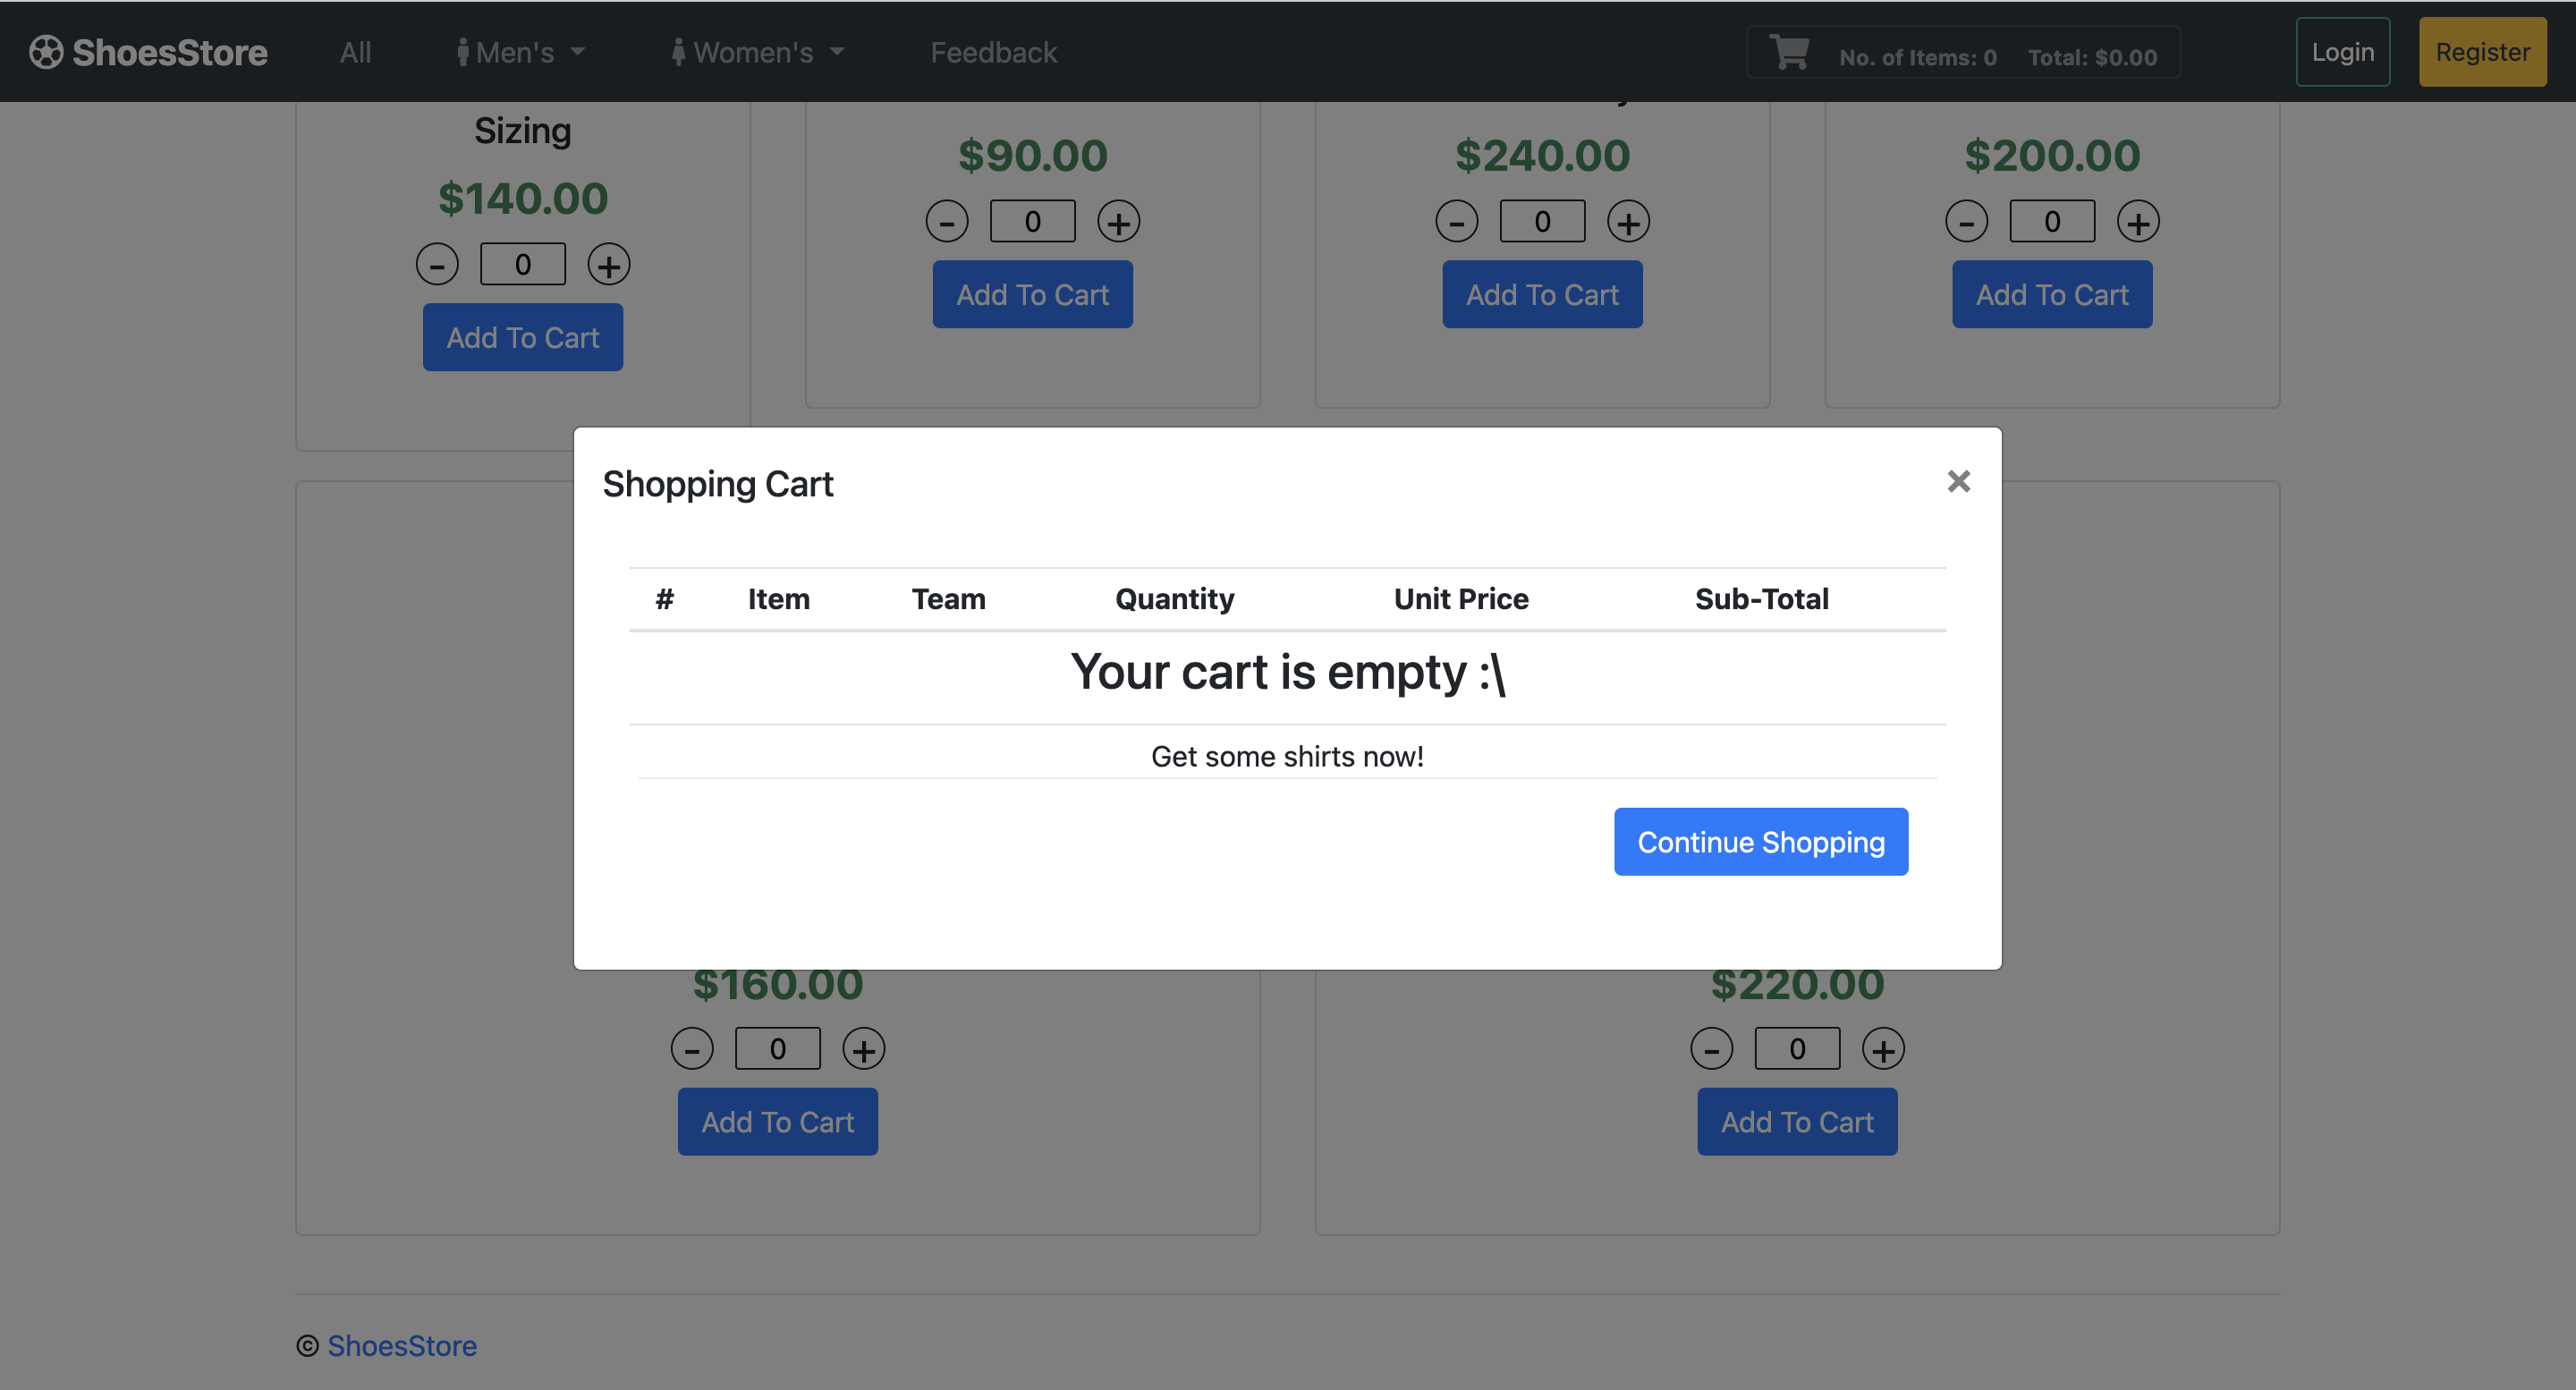 ShoesStore All Men's Women's Feedback No. of Items: 0 Total: $0.00 Login Register
Sizing
$140.00
- 0 +
Add To Cart
$90.00
- 0 +
Add To Cart
$240.00
- 0 +
Add To Cart
$200.00
- 0 +
Add To Cart
Shopping Cart ×
# Item Team Quantity Unit Price Sub-Total
Your cart is empty :\
Get some shirts now!
Continue Shopping
$160.00
- 0 +
Add To Cart
$220.00
- 0 +
Add To Cart
© ShoesStore